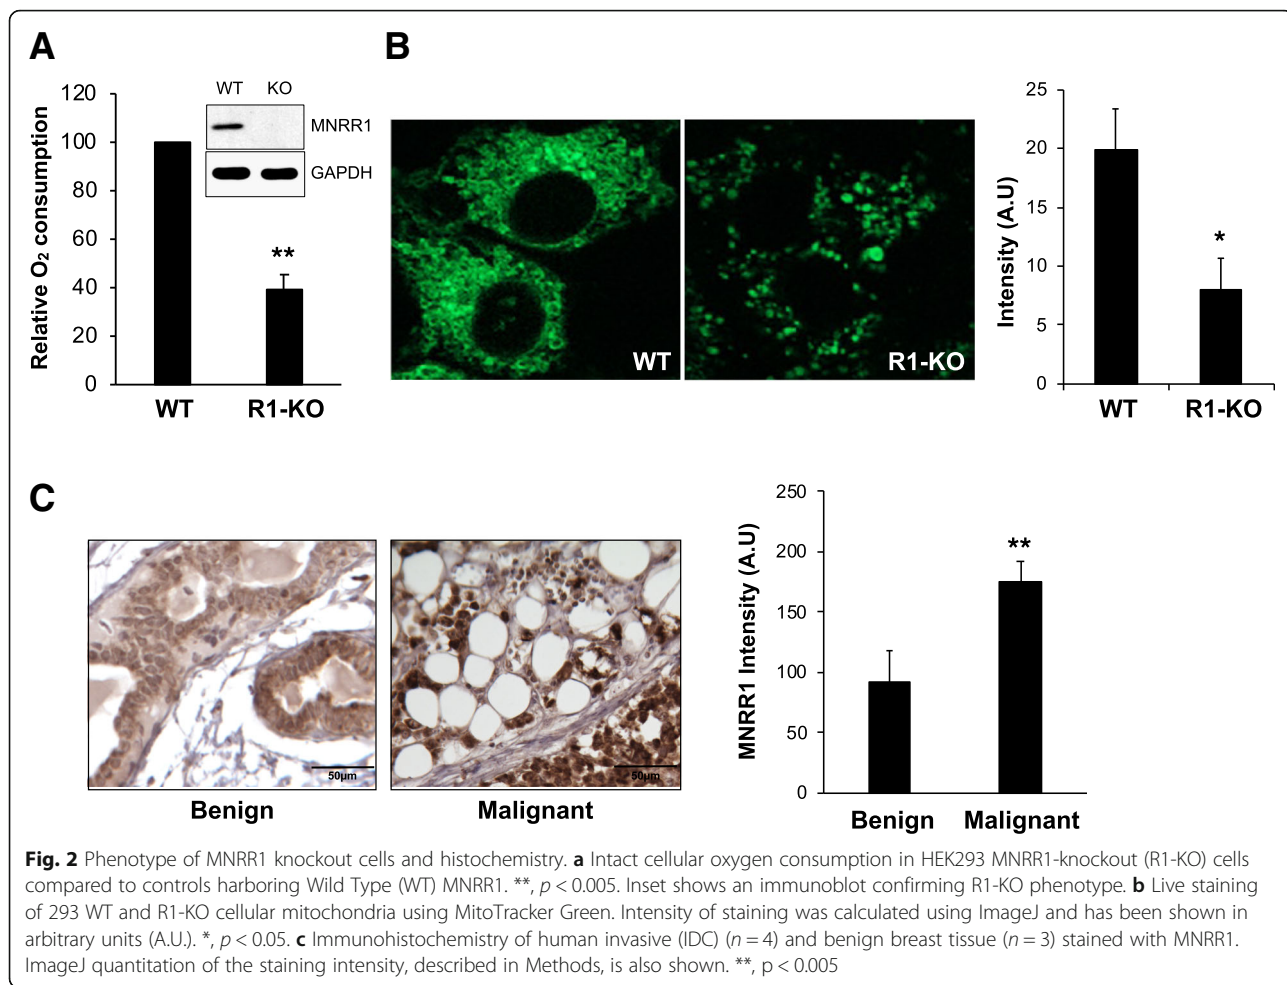 A
B
120
100
80
60
40
20
0
Relative O₂ consumption
WT KO
MNRR1
GAPDH
**
WT R1-KO
WT
R1-KO
25
20
15
10
5
0
Intensity (A.U)
*
WT R1-KO
C
50µm
Benign
50µm
Malignant
250
200
150
100
50
0
MNRR1 Intensity (A.U)
**
Benign Malignant
Fig. 2 Phenotype of MNRR1 knockout cells and histochemistry. a Intact cellular oxygen consumption in HEK293 MNRR1-knockout (R1-KO) cells
compared to controls harboring Wild Type (WT) MNRR1. **, p < 0.005. Inset shows an immunoblot confirming R1-KO phenotype. b Live staining
of 293 WT and R1-KO cellular mitochondria using MitoTracker Green. Intensity of staining was calculated using ImageJ and has been shown in
arbitrary units (A.U.). *, p < 0.05. c Immunohistochemistry of human invasive (IDC) (n = 4) and benign breast tissue (n = 3) stained with MNRR1.
ImageJ quantitation of the staining intensity, described in Methods, is also shown. **, p < 0.005